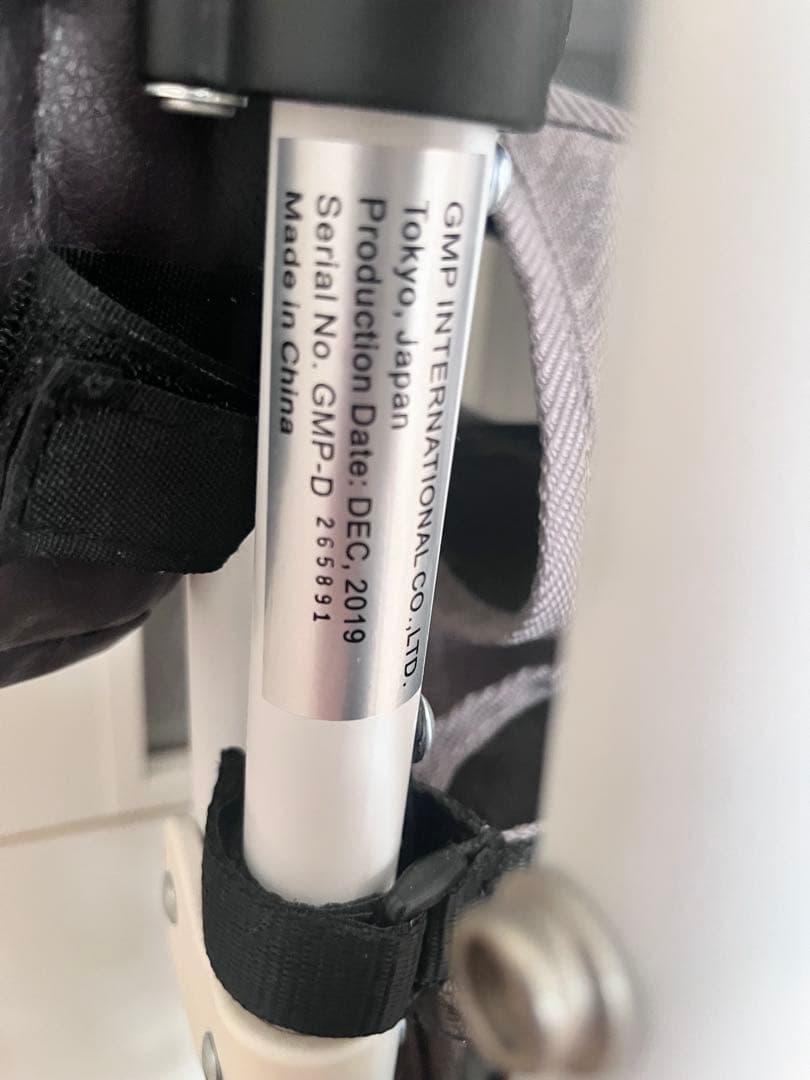 GMP INTERNATIONAL CO.,LTD.
Tokyo, Japan
Production Date: DEC, 2019
Serial No. GMP-D 265891
Made in China